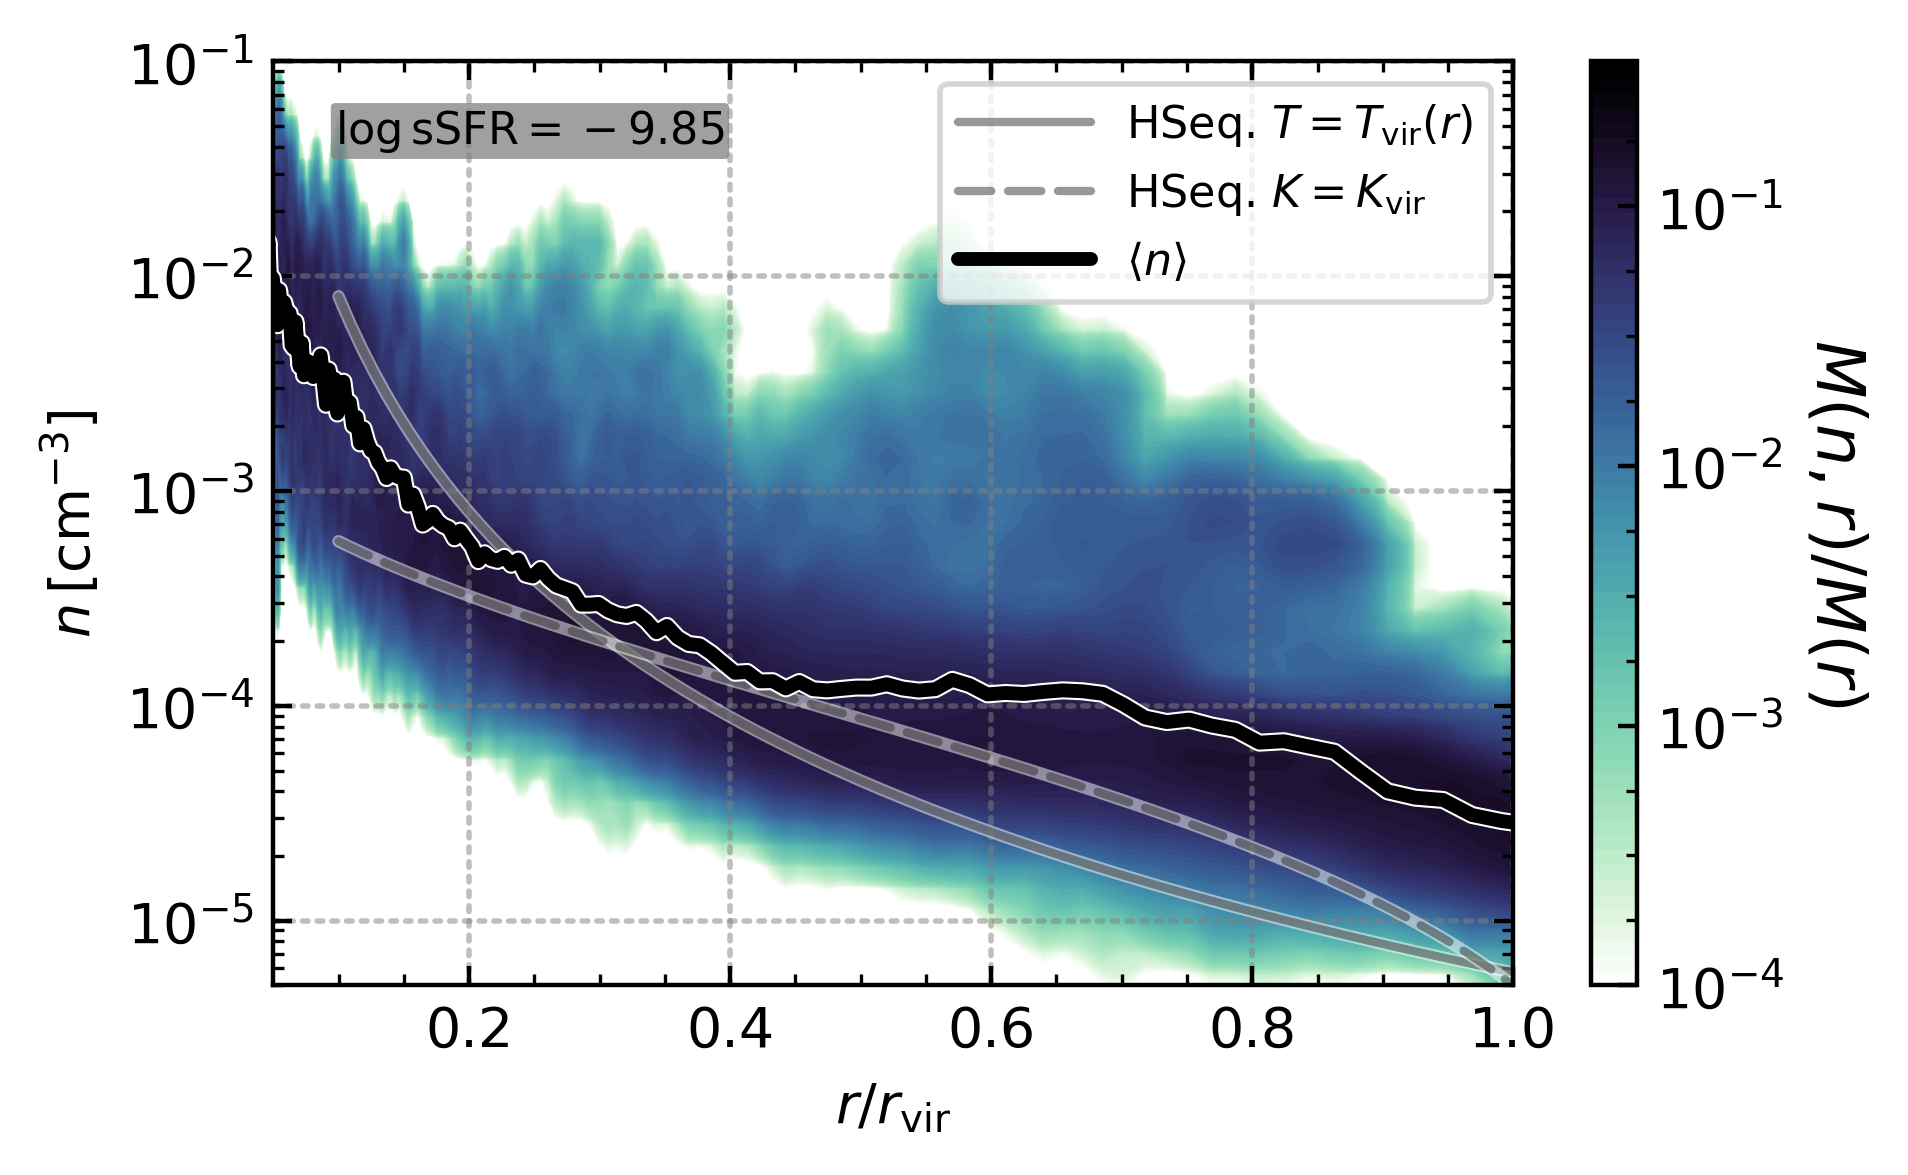 10⁻¹
10⁻²
10⁻³
10⁻⁴
10⁻⁵
n [cm⁻³]
log sSFR = −9.85
HSeq. T = T_vir(r)
HSeq. K = K_vir
⟨n⟩
0.2 0.4 0.6 0.8 1.0
r/r_vir
10⁻¹
10⁻²
10⁻³
10⁻⁴
M(n, r)/M(r)